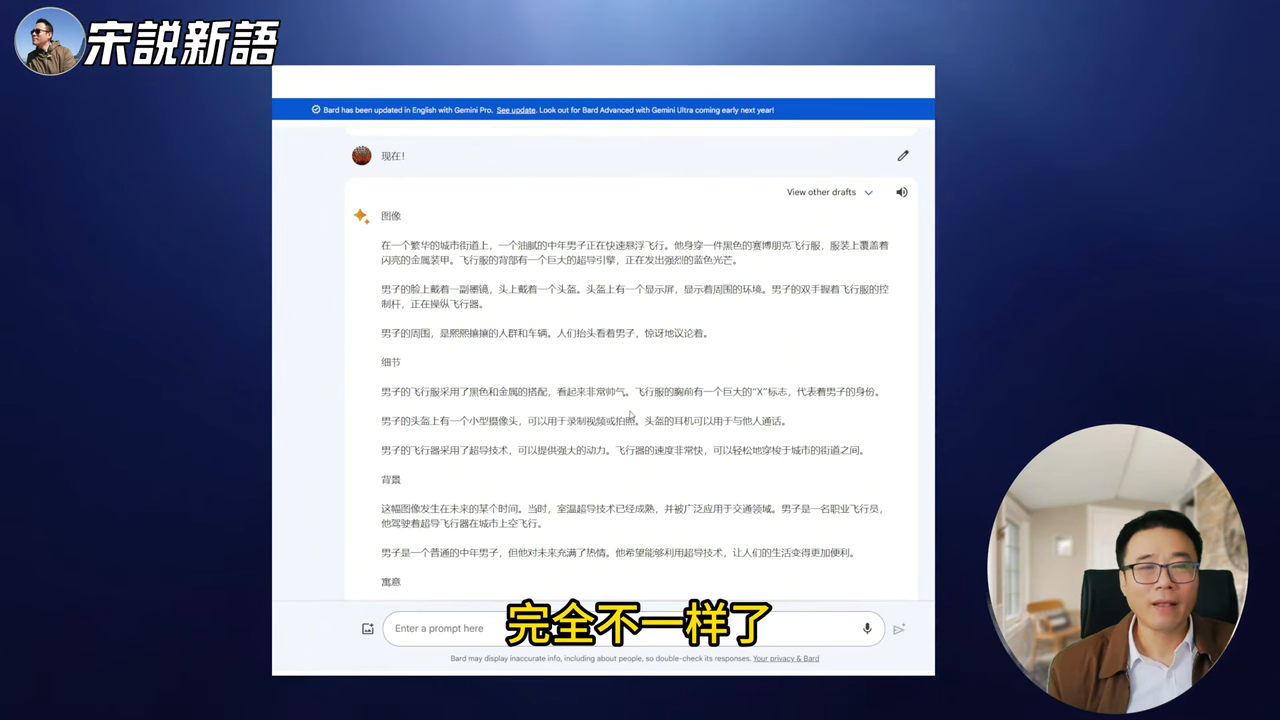 宋説新語
Bard has been updated in English with Gemini Pro. See update. Look out for Bard Advanced with Gemini Ultra coming early next year!
现在！
View other drafts
图像
在一个繁华的城市街道上，一个油腻的中年男子正在快速悬浮飞行。他身穿一件黑色的赛博朋克飞行服，服装上覆盖着
闪亮的金属装甲。飞行服的背部有一个巨大的超导引擎，正在发出强烈的蓝色光芒。
男子的脸上戴着一副墨镜，头上戴着一个头盔。头盔上有一个显示屏，显示着周围的环境。男子的双手握着飞行服的控
制杆，正在操纵飞行器。
男子的周围，是熙熙攘攘的人群和车辆。人们抬头看着男子，惊讶地议论着。
细节
男子的飞行服采用了黑色和金属的搭配，看起来非常帅气。飞行服的胸前有一个巨大的“X”标志，代表着男子的身份。
男子的头盔上有一个小型摄像头，可以用于录制视频或拍照。头盔的耳机可以用于与他人通话。
男子的飞行器采用了超导技术，可以提供强大的动力。飞行器的速度非常快，可以轻松地穿梭于城市的街道之间。
背景
这幅图像发生在未来的某个时间。当时，室温超导技术已经成熟，并被广泛应用于交通领域。男子是一名职业飞行员，
他驾驶着超导飞行器在城市上空飞行。
男子是一个普通的中年男子，但他对未来充满了热情。他希望能够利用超导技术，让人们的生活变得更加便利。
寓意
Enter a prompt here
完全不一样了
Bard may display inaccurate info, including about people, so double-check its responses. Your privacy & Bard